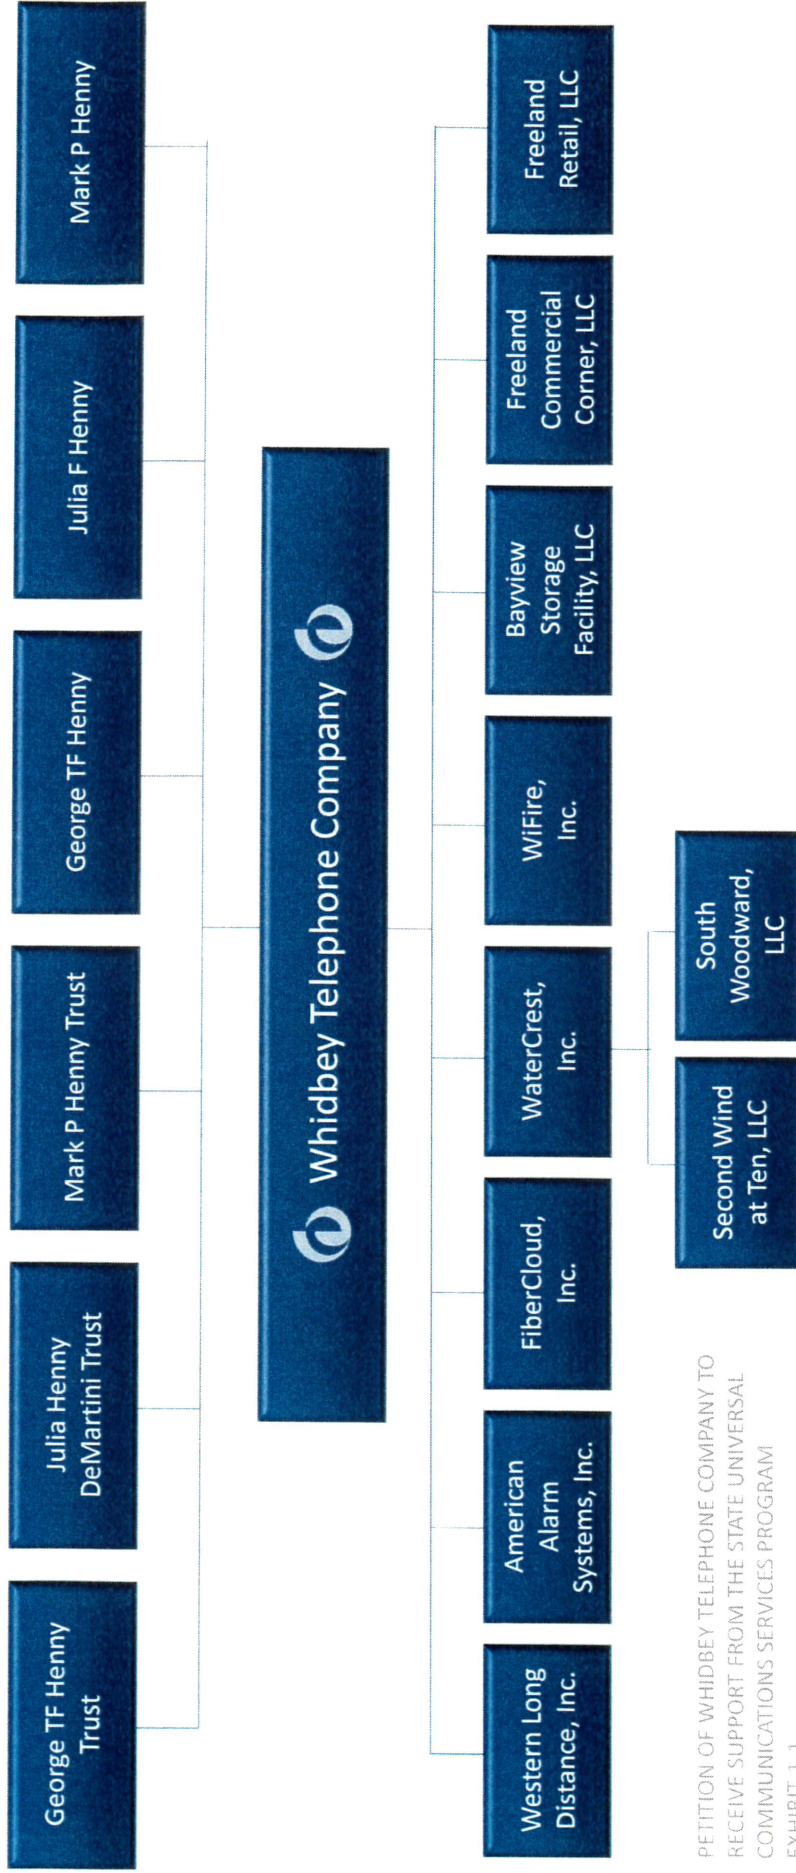 George TF Henny
Trust
Julia Henny
DeMartini Trust
Mark P Henny Trust
George TF Henny
Julia F Henny
Mark P Henny
Whidbey Telephone Company
Western Long
Distance, Inc.
American
Alarm
Systems, Inc.
FiberCloud,
Inc.
WaterCrest,
Inc.
WiFire,
Inc.
Bayview
Storage
Facility, LLC
Freeland
Commercial
Corner, LLC
Freeland
Retail, LLC
Second Wind
at Ten, LLC
South
Woodward,
LLC
PETITION OF WHIDBEY TELEPHONE COMPANY TO
RECEIVE SUPPORT FROM THE STATE UNIVERSAL
COMMUNICATIONS SERVICES PROGRAM
EXHIBIT 1.1